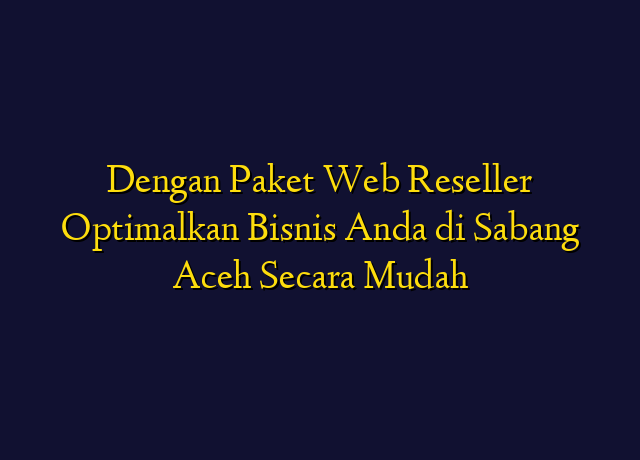 Dengan Paket Web Reseller
Optimalkan Bisnis Anda di Sabang
Aceh Secara Mudah